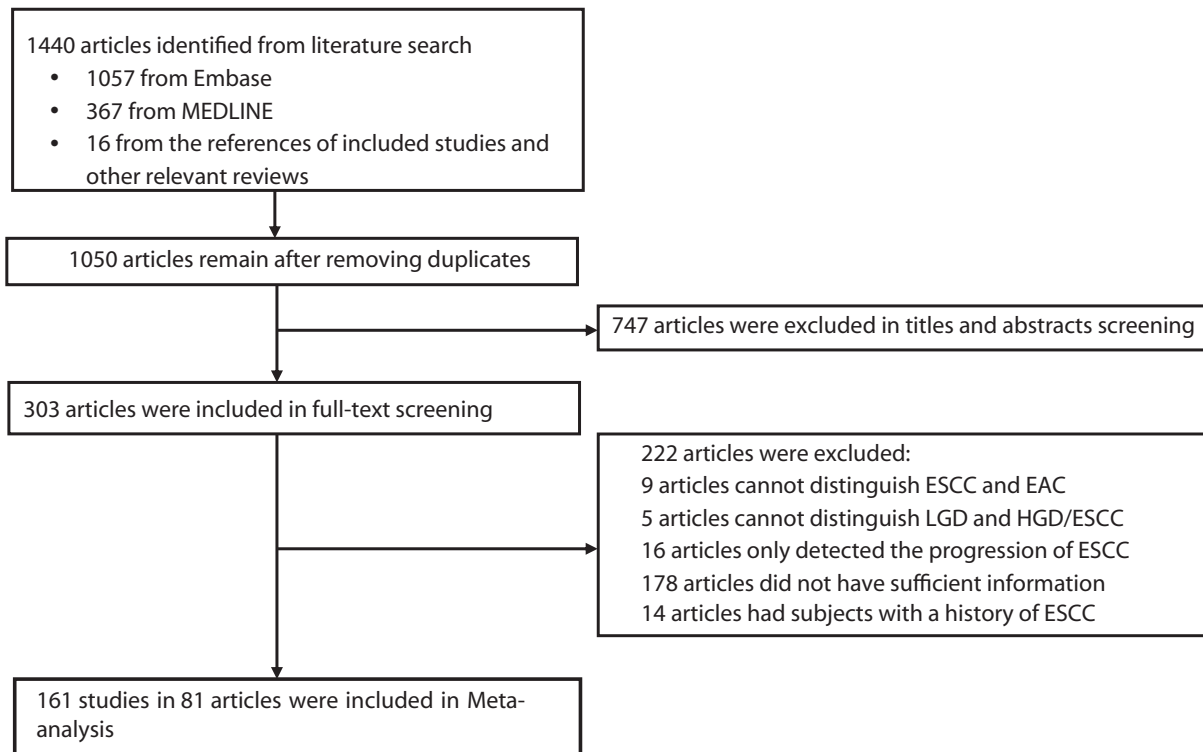 1440 articles identified from literature search
• 1057 from Embase
• 367 from MEDLINE
• 16 from the references of included studies and
other relevant reviews
1050 articles remain after removing duplicates
747 articles were excluded in titles and abstracts screening
303 articles were included in full-text screening
222 articles were excluded:
9 articles cannot distinguish ESCC and EAC
5 articles cannot distinguish LGD and HGD/ESCC
16 articles only detected the progression of ESCC
178 articles did not have sufficient information
14 articles had subjects with a history of ESCC
161 studies in 81 articles were included in Meta-
analysis